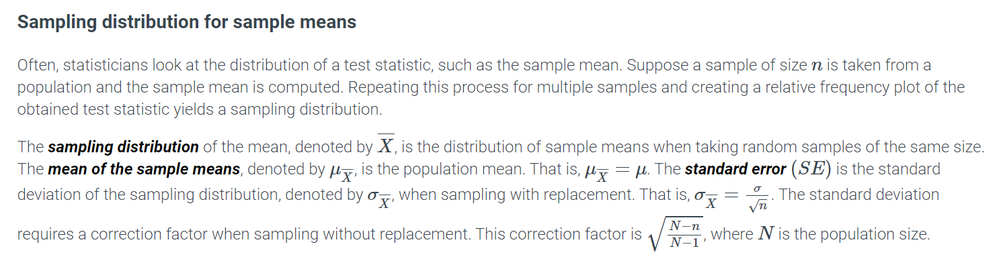 Sampling distribution for sample means
Often, statisticians look at the distribution of a test statistic, such as the sample mean. Suppose a sample of size n is taken from a
population and the sample mean is computed. Repeating this process for multiple samples and creating a relative frequency plot of the
obtained test statistic yields a sampling distribution.
The sampling distribution of the mean, denoted by $\overline{X}$, is the distribution of sample means when taking random samples of the same size.
The mean of the sample means, denoted by $\mu_{\overline{X}}$, is the population mean. That is, $\mu_{\overline{X}} = \mu$. The standard error $(SE)$ is the standard
deviation of the sampling distribution, denoted by $\sigma_{\overline{X}}$, when sampling with replacement. That is, $\sigma_{\overline{X}} = \frac{\sigma}{\sqrt{n}}$. The standard deviation
requires a correction factor when sampling without replacement. This correction factor is $\sqrt{\frac{N-n}{N-1}}$, where $N$ is the population size.